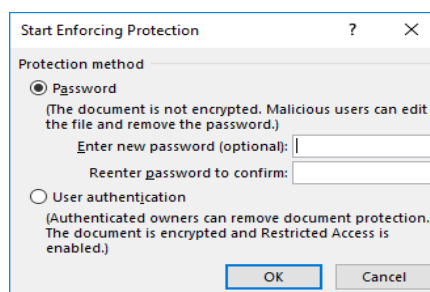 Start Enforcing Protection ? ×
Protection method
Password
(The document is not encrypted. Malicious users can edit
the file and remove the password.)
Enter new password (optional):
Reenter password to confirm:
User authentication
(Authenticated owners can remove document protection.
The document is encrypted and Restricted Access is
enabled.)
OK Cancel